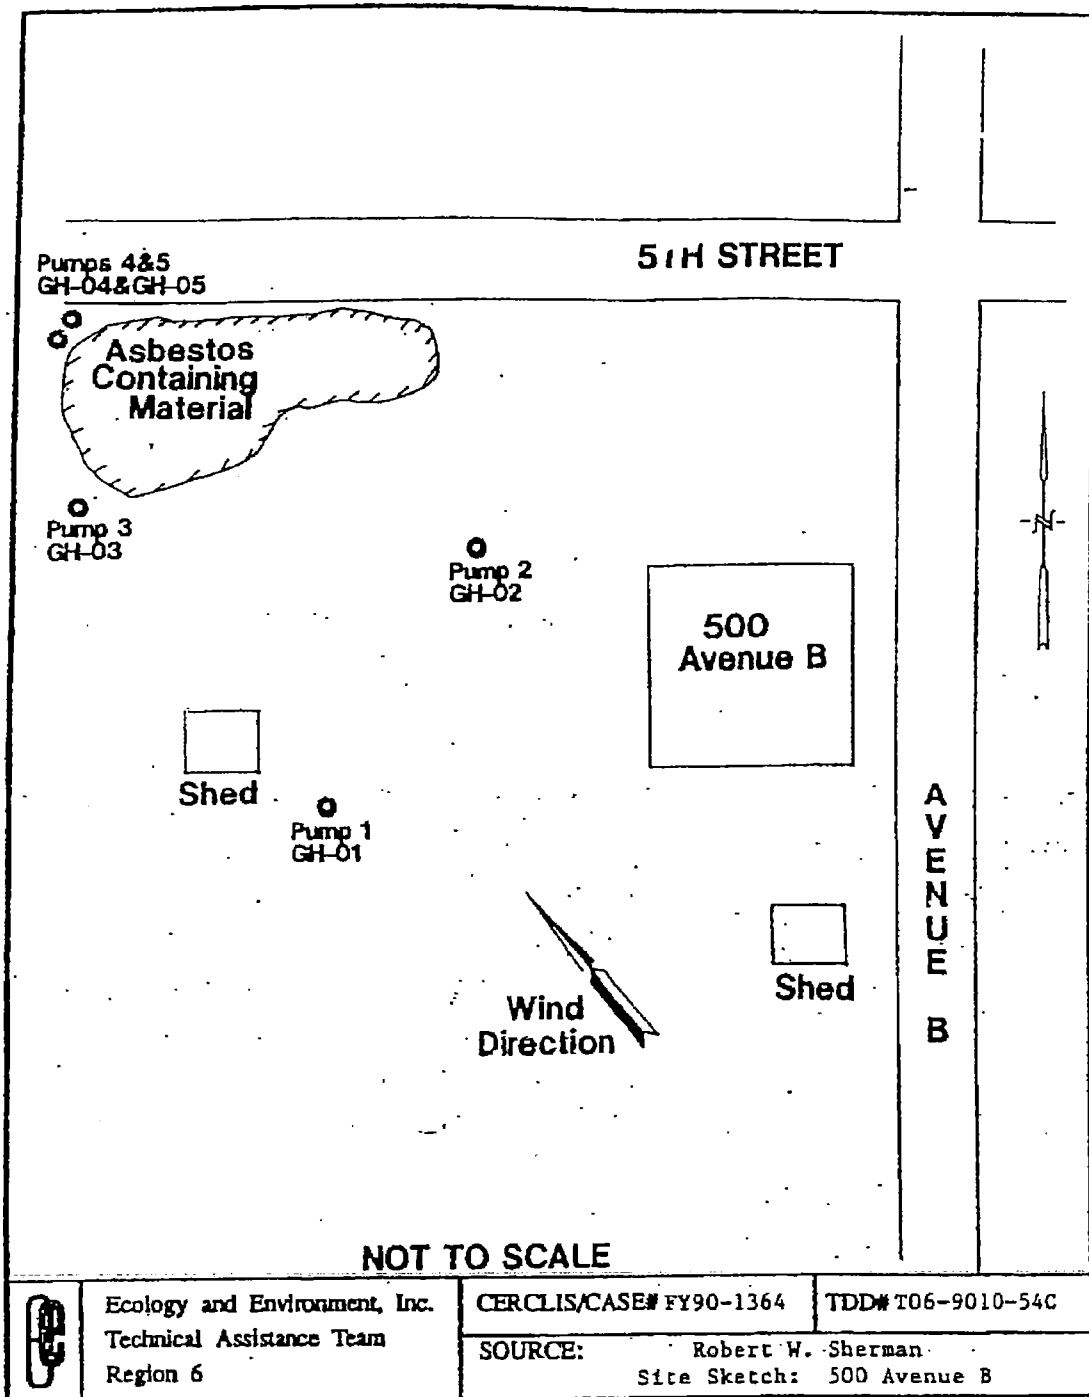 5TH STREET
Pumps 4&5
GH-04&GH-05
Asbestos
Containing
Material
Pump 3
GH-03
Pump 2
GH-02
500
Avenue B
Shed
Pump 1
GH-01
AVENUE B
N
Wind
Direction
Shed
NOT TO SCALE
Ecology and Environment, Inc.
Technical Assistance Team
Region 6
CERCLIS/CASE# FY90-1364
TDD# T06-9010-54C
SOURCE: Robert W. Sherman
Site Sketch: 500 Avenue B